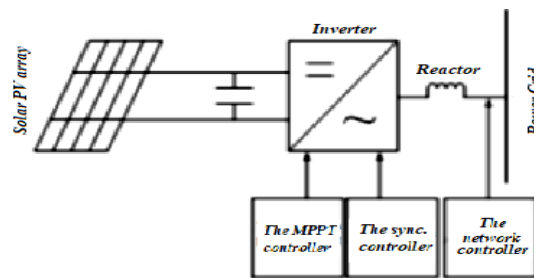 Inverter
Reactor
Solar PV array
Power Grid
The MPPT
controller
The sync.
controller
The
network
controller